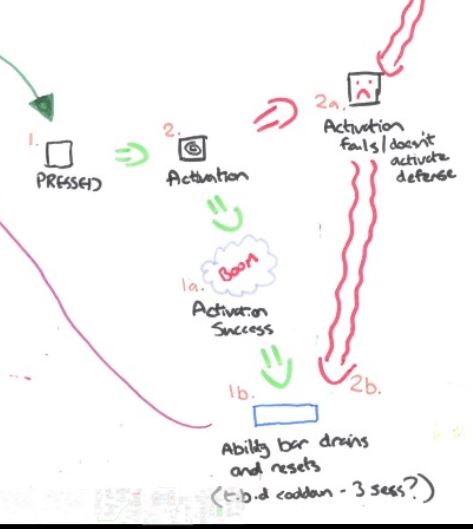 1.
PRESSED
2.
Activation
2a.
Activation
fails/doesn't
activate
defense
BOOM
1a.
Activation
Success
1b.
2b.
Ability bar drains
and resets
(t.b.d cooldown - 3 secs?)